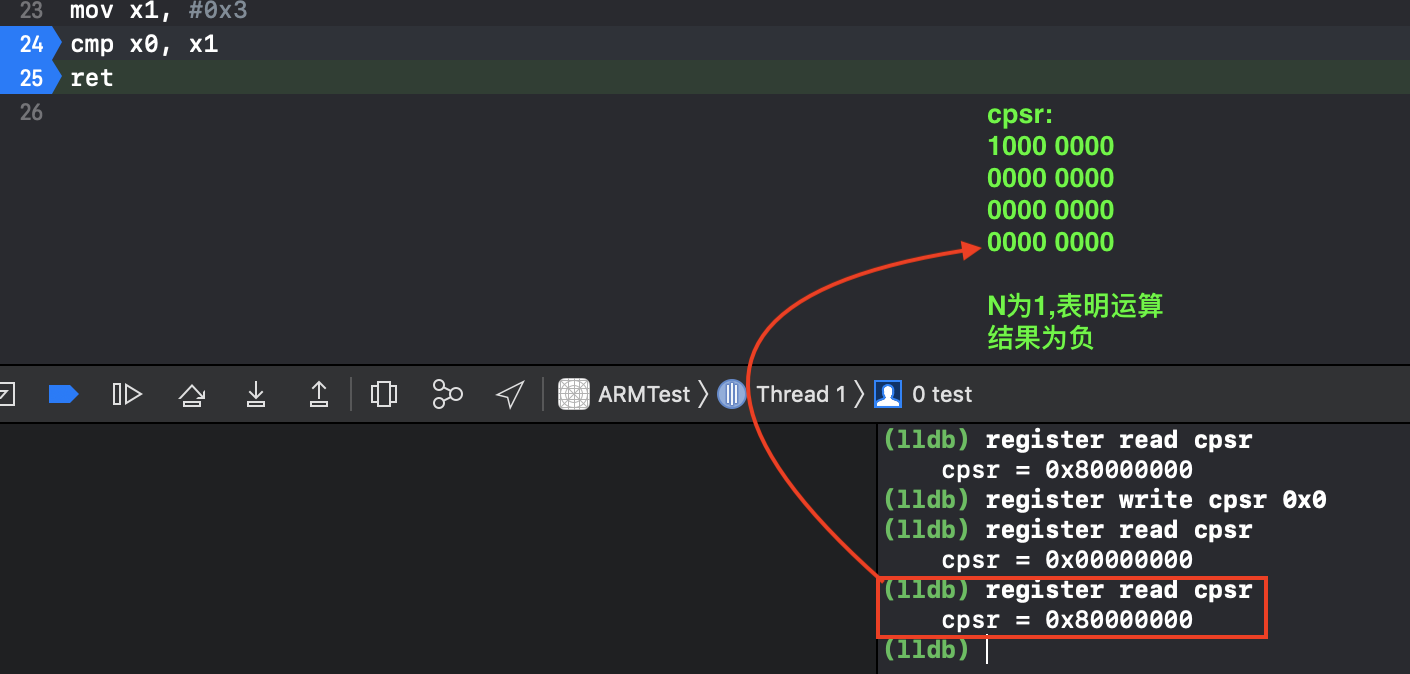 23 mov x1, #0x3
24 cmp x0, x1
25 ret
26
cpsr:
1000 0000
0000 0000
0000 0000
0000 0000
N为1,表明运算
结果为负
ARMTest 〉 Thread 1 〉 0 test
(lldb) register read cpsr
cpsr = 0x80000000
(lldb) register write cpsr 0x0
(lldb) register read cpsr
cpsr = 0x00000000
(lldb) register read cpsr
cpsr = 0x80000000
(lldb)